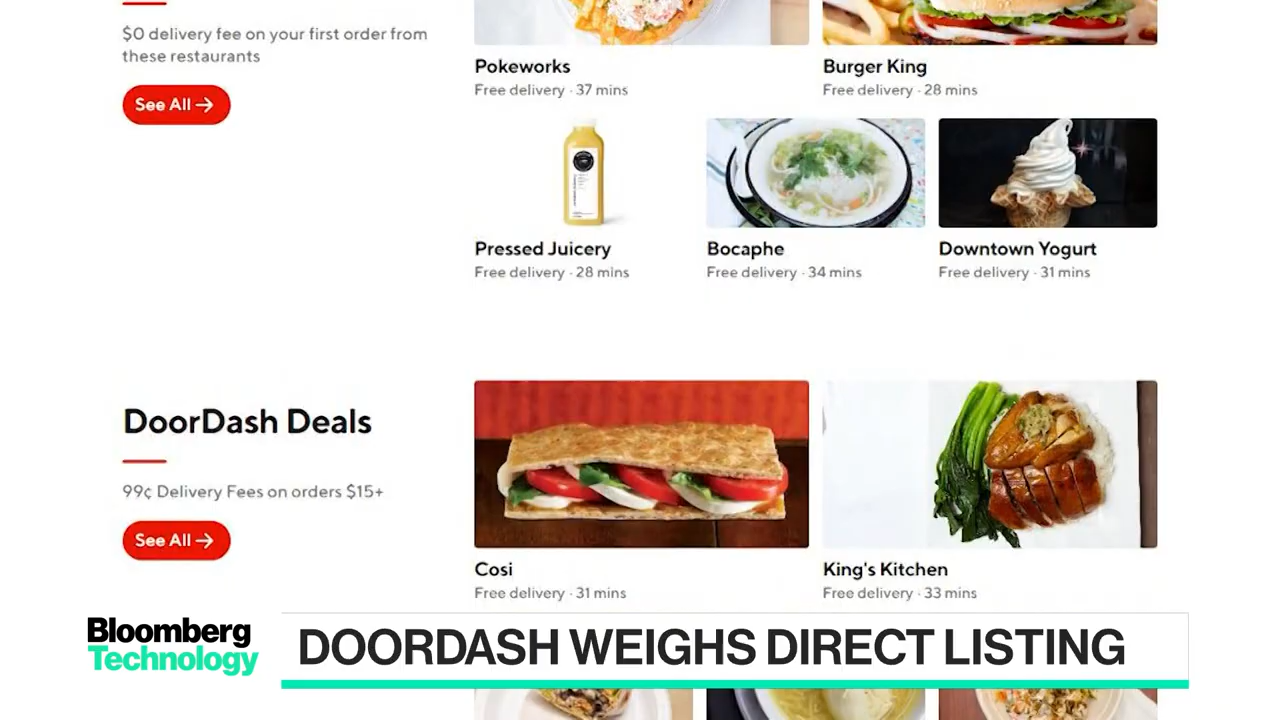 $0 delivery fee on your first order from
these restaurants
See All →
Pokeworks
Free delivery · 37 mins
Burger King
Free delivery · 28 mins
Pressed Juicery
Free delivery · 28 mins
Bocaphe
Free delivery · 34 mins
Downtown Yogurt
Free delivery · 31 mins
DoorDash Deals
99¢ Delivery Fees on orders $15+
See All →
Cosi
Free delivery · 31 mins
King's Kitchen
Free delivery · 33 mins
Bloomberg
Technology
DOORDASH WEIGHS DIRECT LISTING